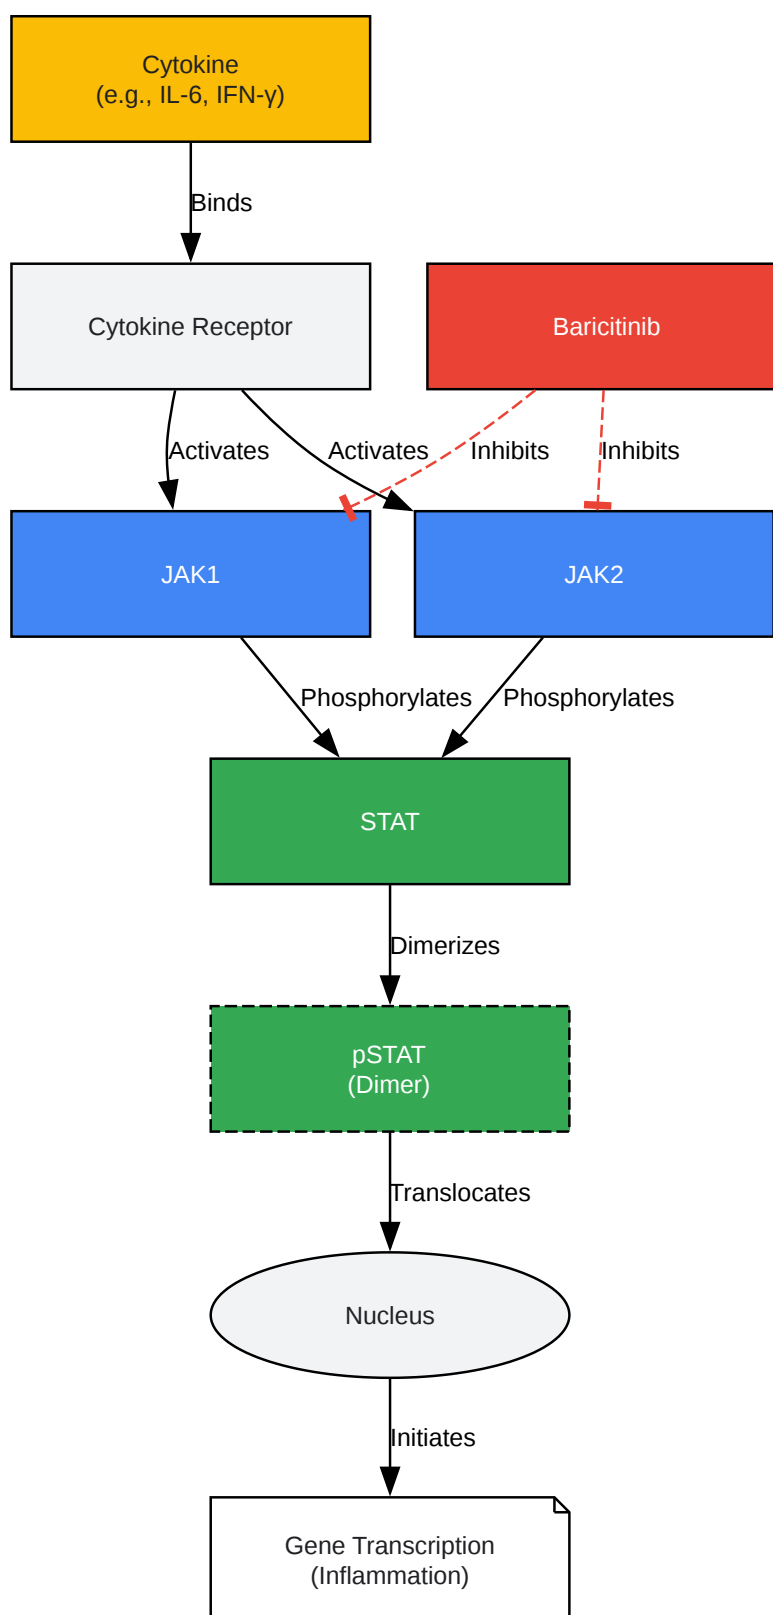 Cytokine
(e.g., IL-6, IFN-γ)
Binds
Cytokine Receptor
Baricitinib
Activates
Activates
Inhibits
Inhibits
JAK1
JAK2
Phosphorylates
Phosphorylates
STAT
Dimerizes
pSTAT
(Dimer)
Translocates
Nucleus
Initiates
Gene Transcription
(Inflammation)